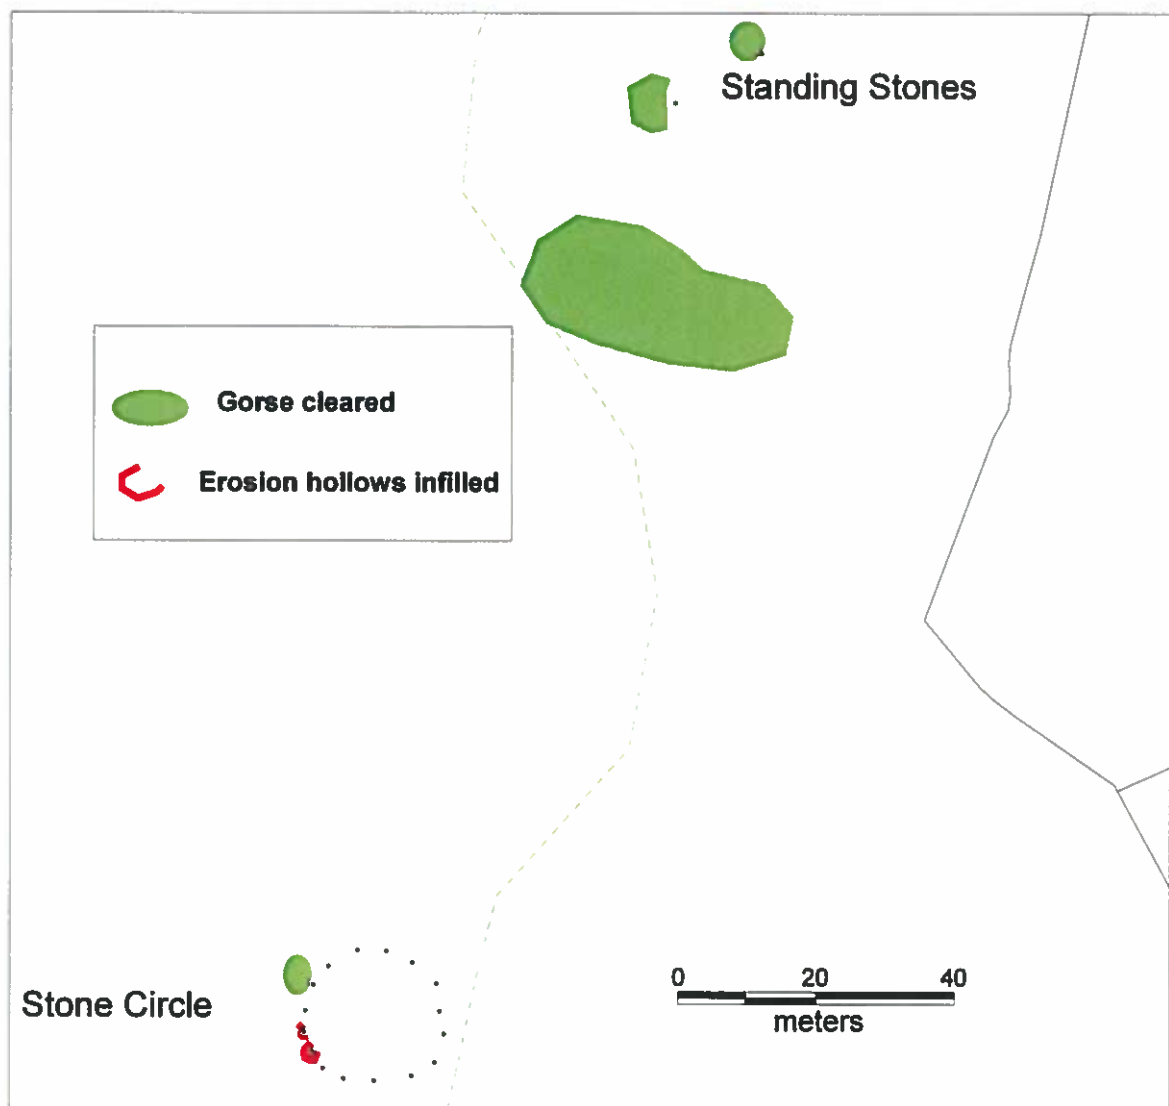 Standing Stones
Gorse cleared
Erosion hollows infilled
Stone Circle
0 20 40
meters